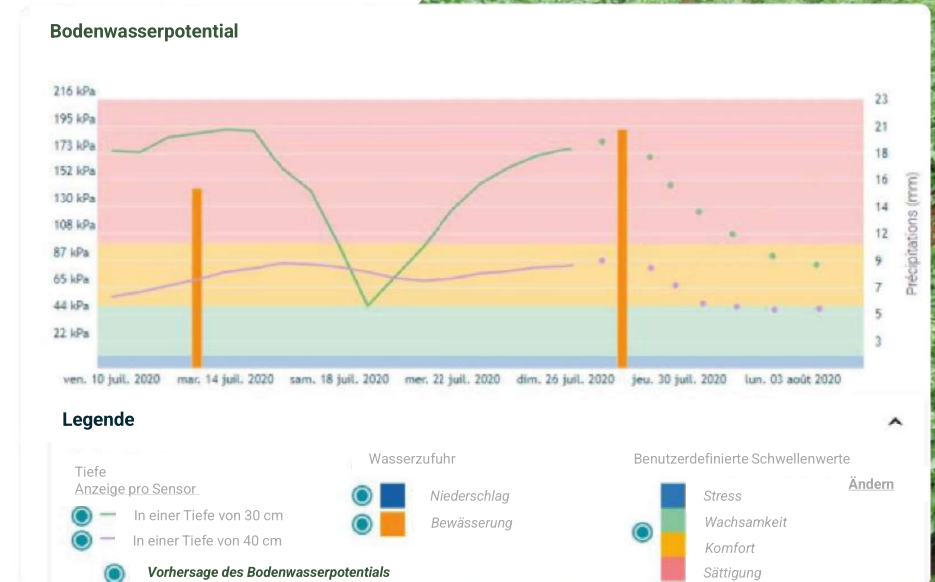 Bodenwasserpotential
216 kPa
195 kPa
173 kPa
152 kPa
130 kPa
108 kPa
87 kPa
65 kPa
44 kPa
22 kPa
23
21
18
16
14
12
9
7
5
3
Précipitations (mm)
ven. 10 juil. 2020 mar. 14 juil. 2020 sam. 18 juil. 2020 mer. 22 juil. 2020 dim. 26 juil. 2020 jeu. 30 juil. 2020 lun. 03 août 2020
Legende
Tiefe
Anzeige pro Sensor
In einer Tiefe von 30 cm
In einer Tiefe von 40 cm
Vorhersage des Bodenwasserpotentials
Wasserzufuhr
Niederschlag
Bewässerung
Benutzerdefinierte Schwellenwerte
Ändern
Stress
Wachsamkeit
Komfort
Sättigung